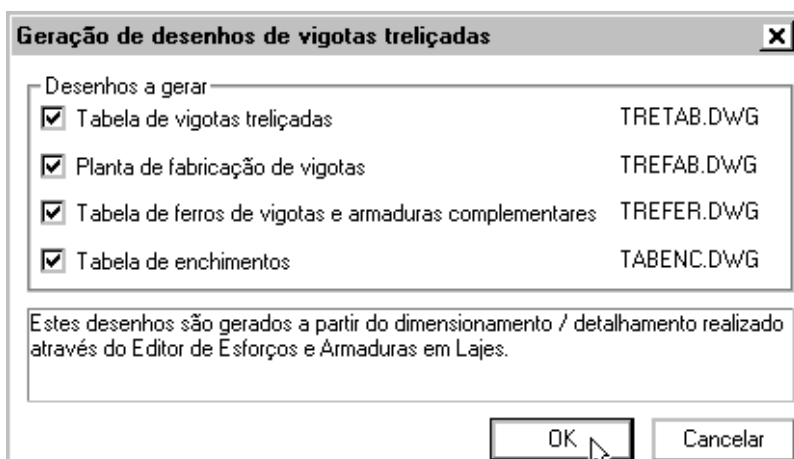 Geração de desenhos de vigotas treliçadas
Desenhos a gerar
Tabela de vigotas treliçadas TRETAB.DWG
Planta de fabricação de vigotas TREFAB.DWG
Tabela de ferros de vigotas e armaduras complementares TREFER.DWG
Tabela de enchimentos TABENC.DWG
Estes desenhos são gerados a partir do dimensionamento / detalhamento realizado
através do Editor de Esforços e Armaduras em Lajes.
OK Cancelar